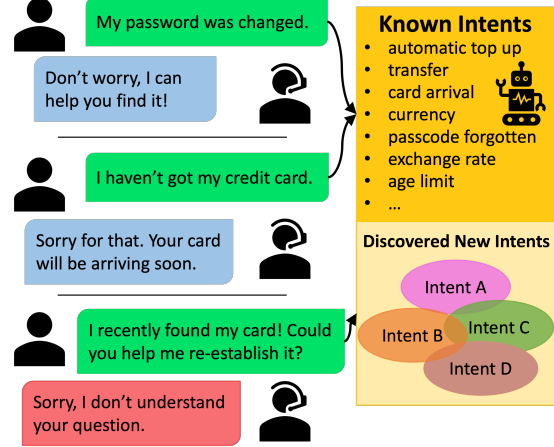 My password was changed.
Don't worry, I can
help you find it!
I haven't got my credit card.
Sorry for that. Your card
will be arriving soon.
I recently found my card! Could
you help me re-establish it?
Sorry, I don't understand
your question.
Known Intents
• automatic top up
• transfer
• card arrival
• currency
• passcode forgotten
• exchange rate
• age limit
• ...
Discovered New Intents
Intent A
Intent B
Intent C
Intent D